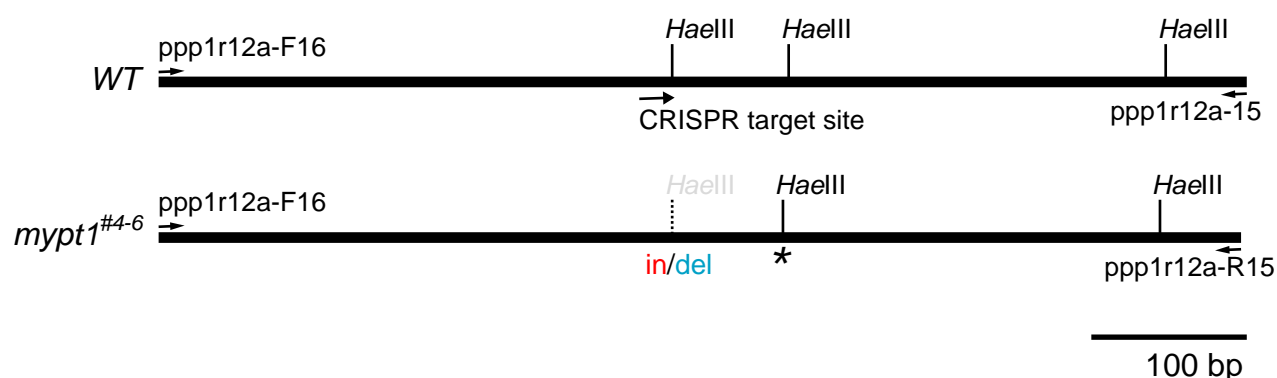 HaeIII HaeIII HaeIII
ppp1r12a-F16
WT
ppp1r12a-15
CRISPR target site
HaeIII HaeIII HaeIII
ppp1r12a-F16
mypt1#4-6
in/del *
ppp1r12a-R15
100 bp